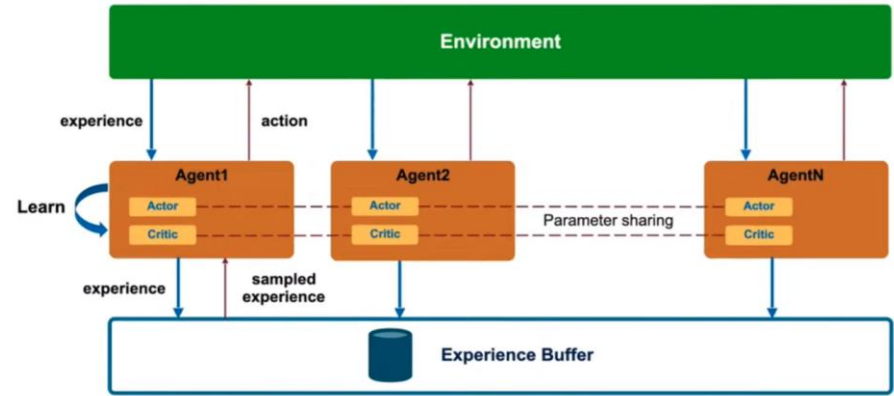 Environment
experience
action
Agent1
Agent2
AgentN
Learn
Actor
Actor
Actor
Parameter sharing
Critic
Critic
Critic
experience
sampled
experience
Experience Buffer